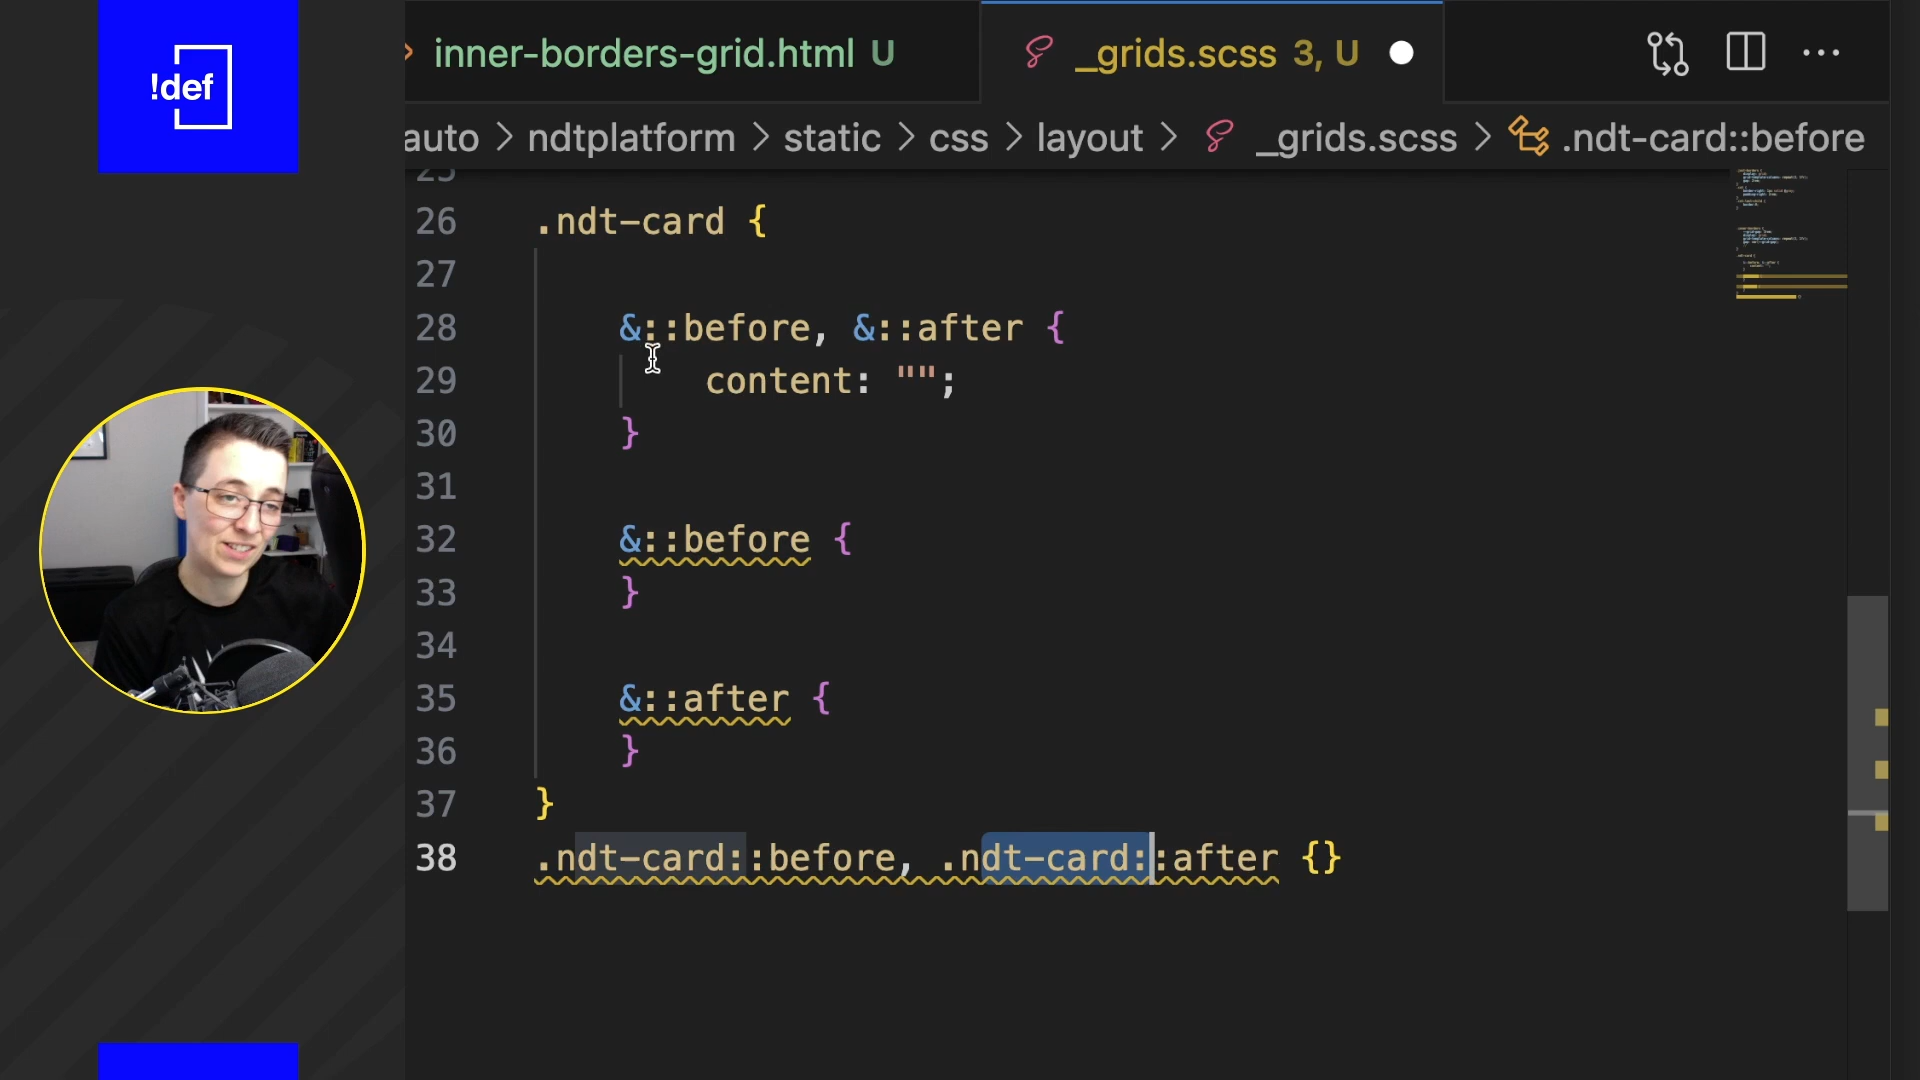 !def
inner-borders-grid.html U
_grids.scss 3, U
auto > ndtplatform > static > css > layout > _grids.scss > .ndt-card::before
25
26 .ndt-card {
27
28 &::before, &::after {
29 content: "";
30 }
31
32 &::before {
33 }
34
35 &::after {
36 }
37 }
38 .ndt-card::before, .ndt-card::after {}